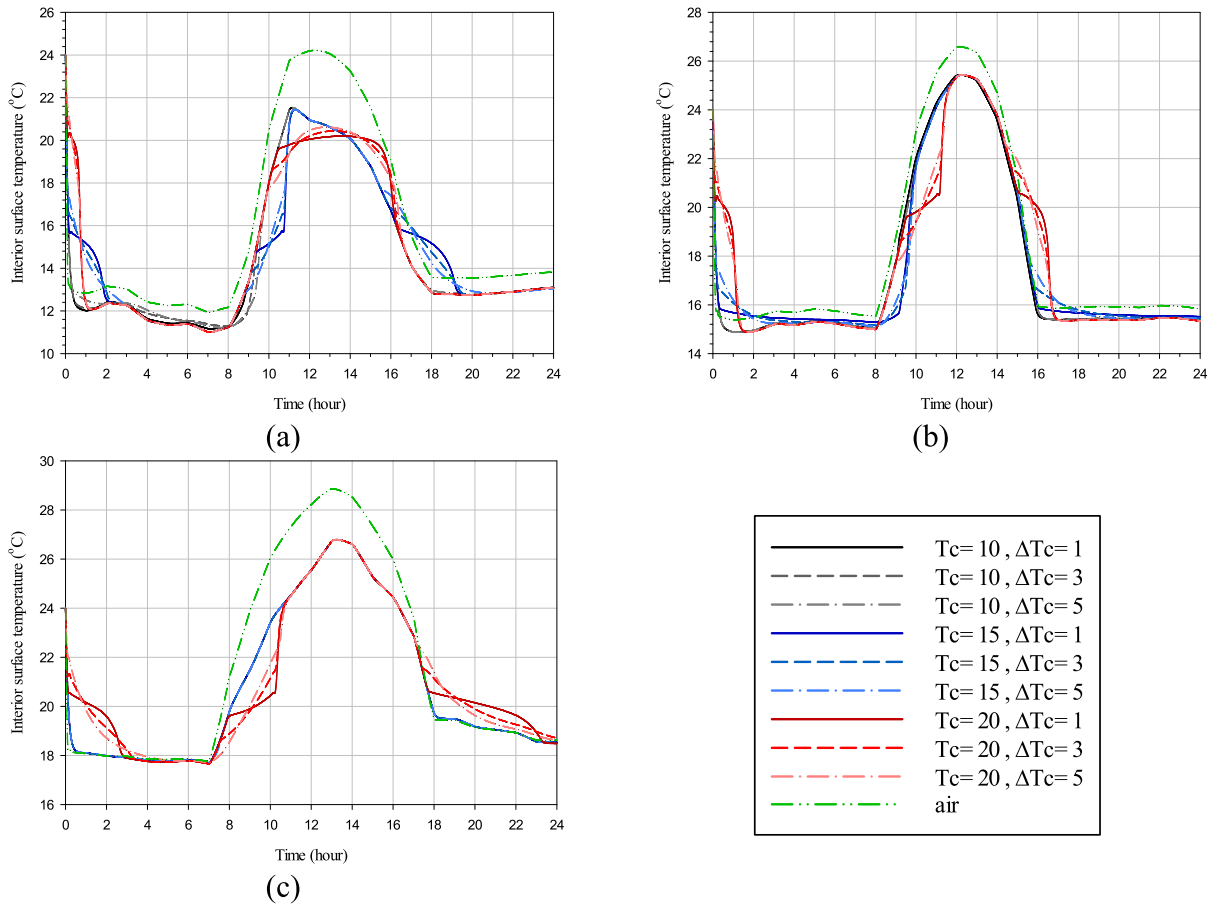 26
24
22
20
18
16
14
12
10
Interior surface temperature (°C)
0 2 4 6 8 10 12 14 16 18 20 22 24
Time (hour)
(a)
28
26
24
22
20
18
16
14
Interior surface temperature (°C)
0 2 4 6 8 10 12 14 16 18 20 22 24
Time (hour)
(b)
30
28
26
24
22
20
18
16
Interior surface temperature (°C)
0 2 4 6 8 10 12 14 16 18 20 22 24
Time (hour)
(c)
Tc= 10 , ΔTc= 1
Tc= 10 , ΔTc= 3
Tc= 10 , ΔTc= 5
Tc= 15 , ΔTc= 1
Tc= 15 , ΔTc= 3
Tc= 15 , ΔTc= 5
Tc= 20 , ΔTc= 1
Tc= 20 , ΔTc= 3
Tc= 20 , ΔTc= 5
air